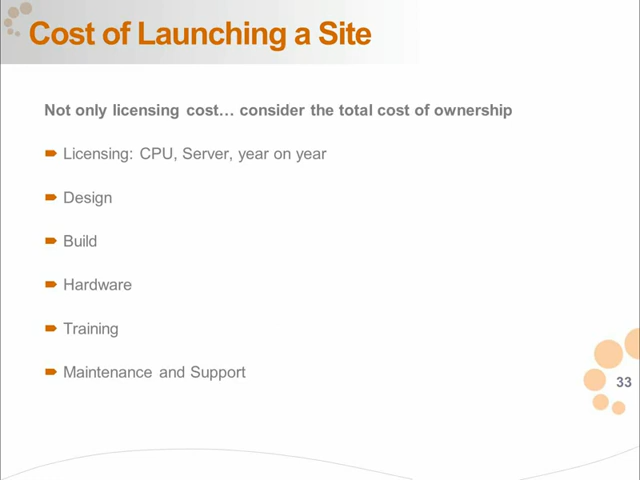 Cost of Launching a Site
Not only licensing cost… consider the total cost of ownership
Licensing: CPU, Server, year on year
Design
Build
Hardware
Training
Maintenance and Support
33